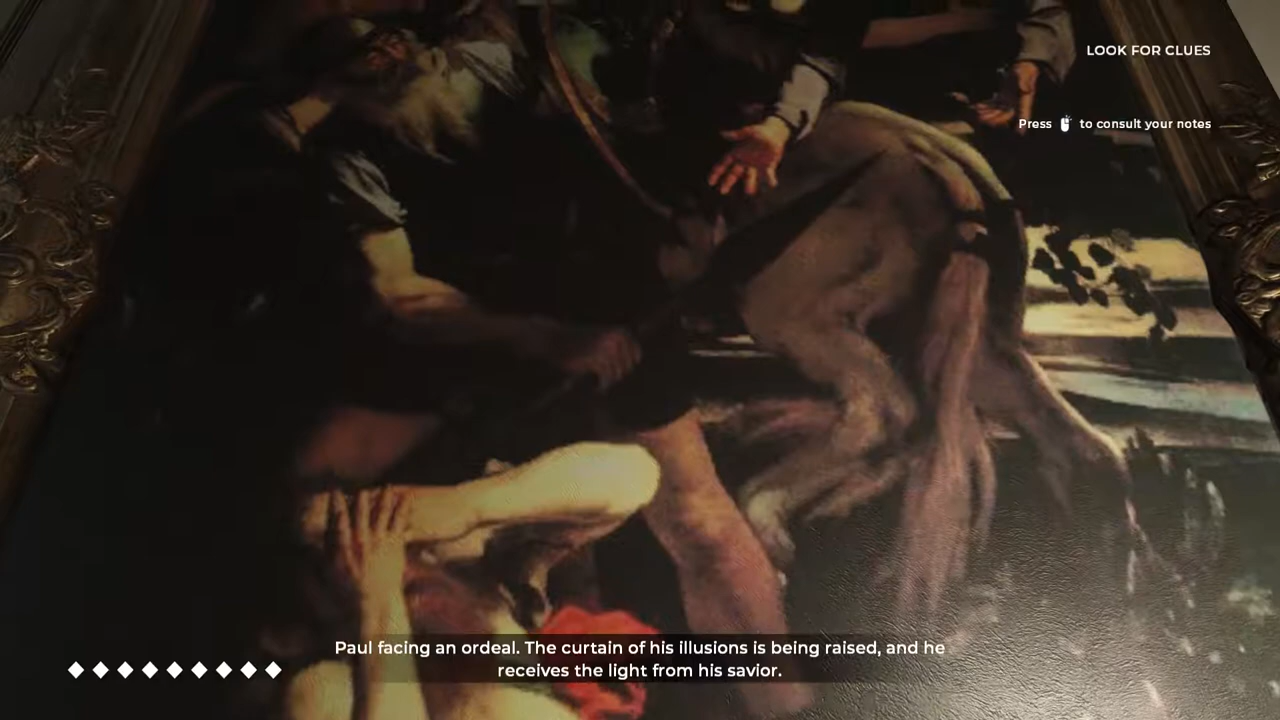 LOOK FOR CLUES
Press to consult your notes
Paul facing an ordeal. The curtain of his illusions is being raised, and he
receives the light from his savior.